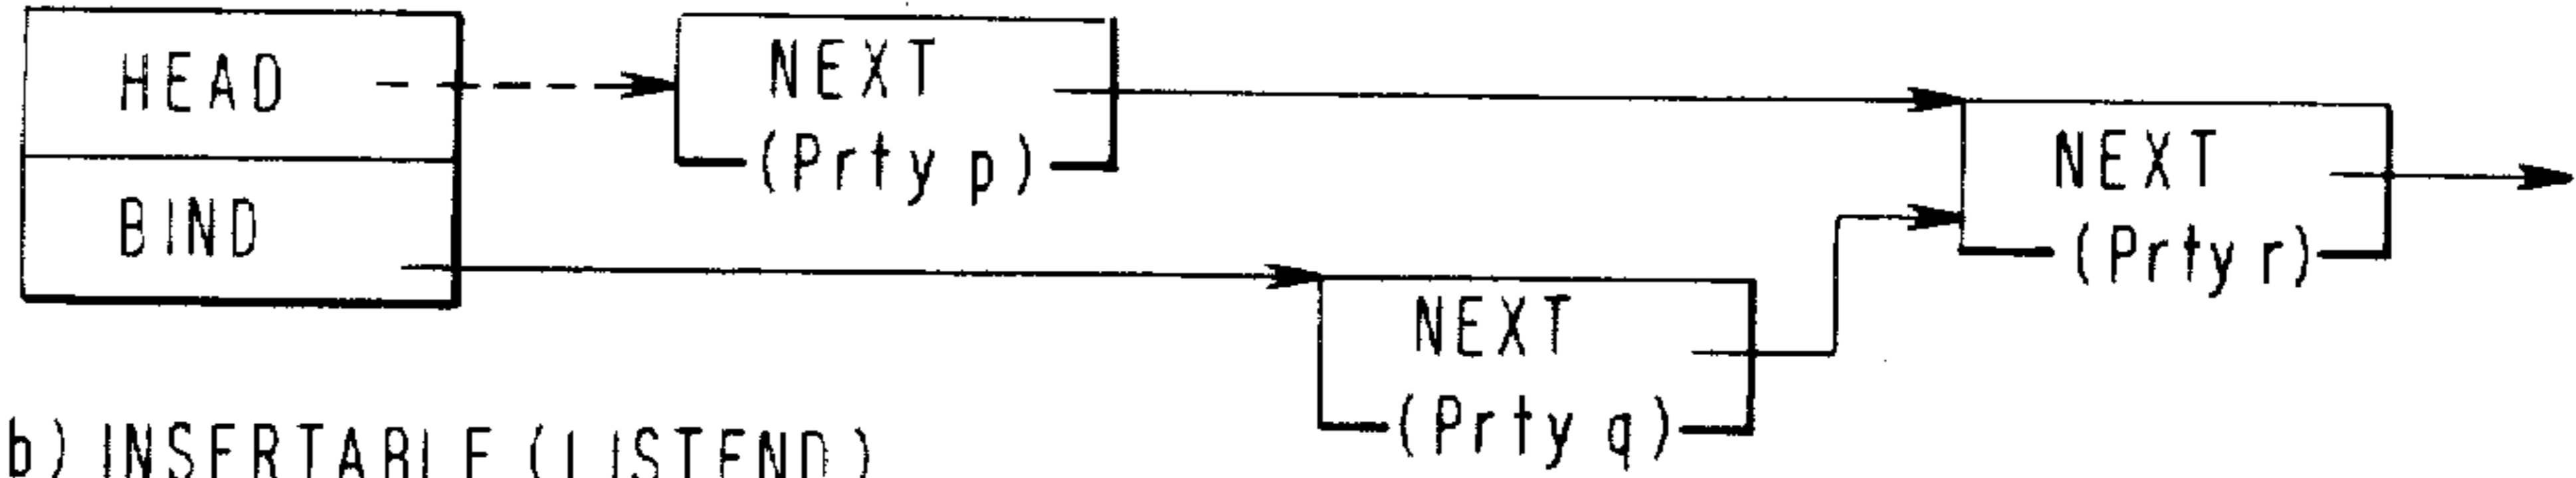 HEAD
NEXT
(Prty p)
NEXT
(Prty r)
BIND
NEXT
(Prty q)
b) INSERTABLE (LISTEND)